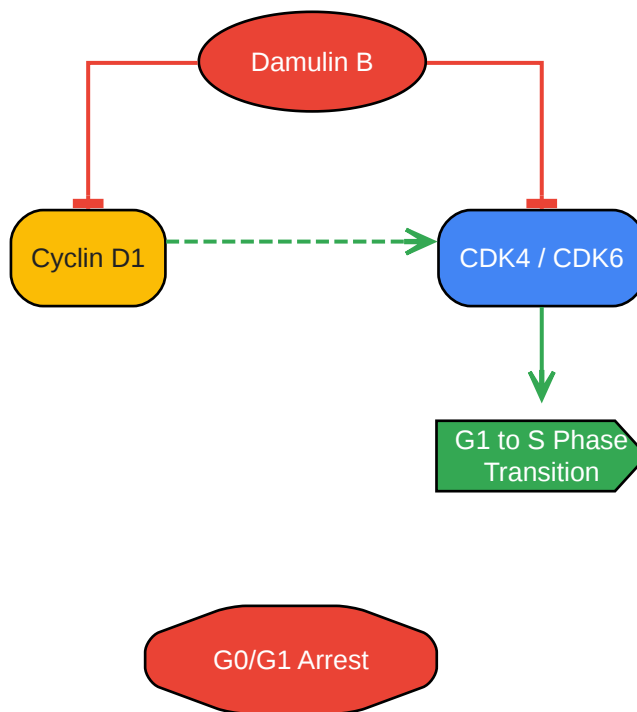 Damulin B
Cyclin D1
CDK4 / CDK6
G1 to S Phase
Transition
G0/G1 Arrest